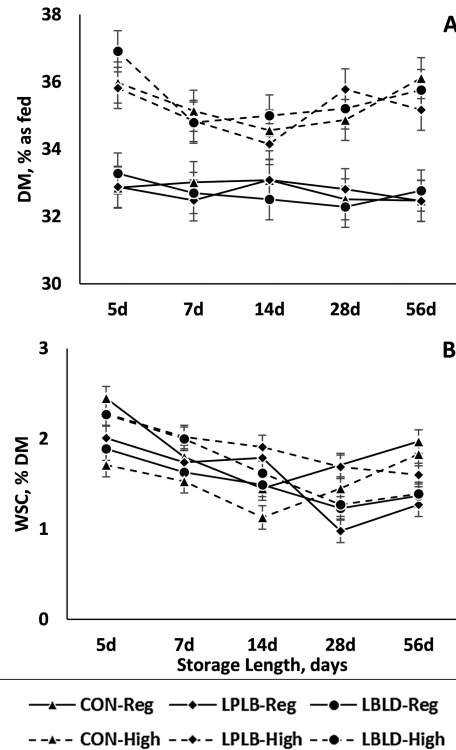 A
38
36
34
32
30
DM, % as fed
5d 7d 14d 28d 56d
B
3
2
1
0
WSC, % DM
5d 7d 14d 28d 56d
Storage Length, days
CON-Reg LPLB-Reg LBLD-Reg
CON-High LPLB-High LBLD-High